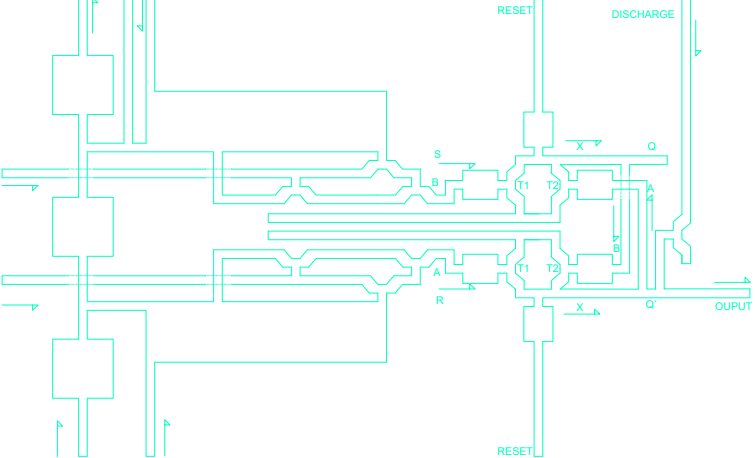 RESET
DISCHARGE
X
Q
S
B
T1
T2
A
B
A
T1
T2
R
X
Q'
OUPUT
RESET